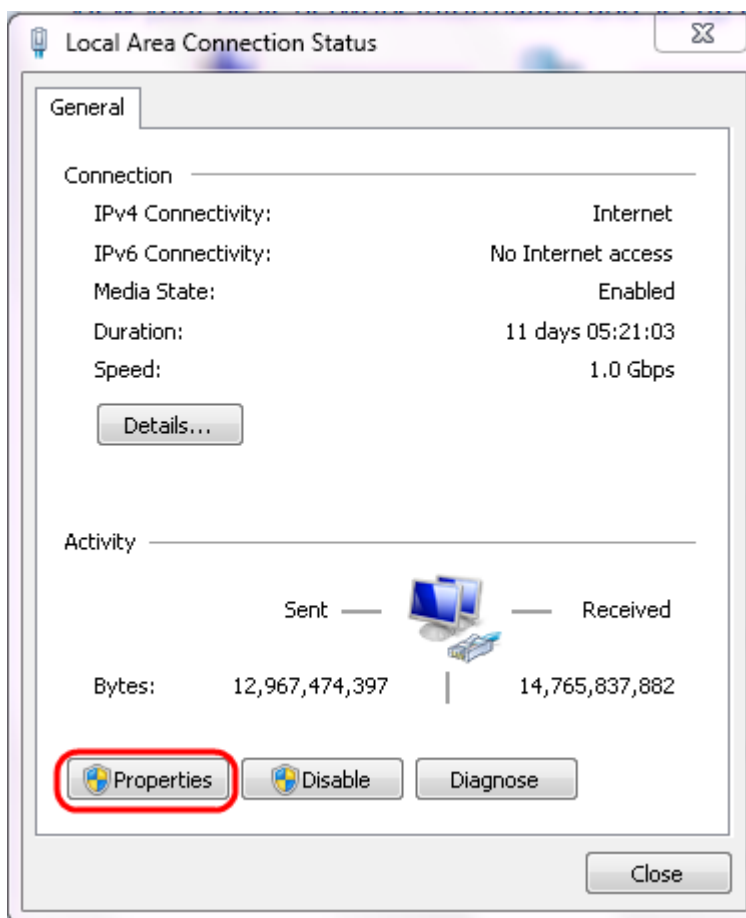 Local Area Connection Status
General
Connection
IPv4 Connectivity: Internet
IPv6 Connectivity: No Internet access
Media State: Enabled
Duration: 11 days 05:21:03
Speed: 1.0 Gbps
Details...
Activity
Sent Received
Bytes: 12,967,474,397 14,765,837,882
Properties Disable Diagnose
Close